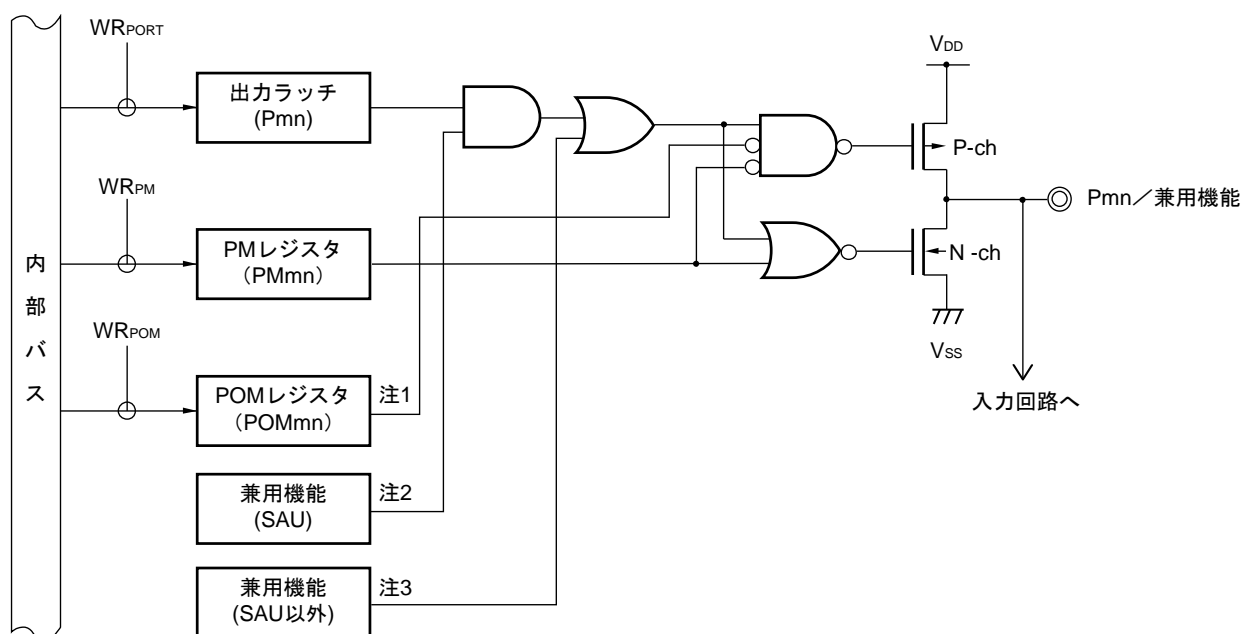 WRPORT
出力ラッチ
(Pmn)
WRPM
PMレジスタ
（PMmn）
WRPOM
POMレジスタ
（POMmn）
注1
兼用機能
(SAU)
注2
兼用機能
(SAU以外)
注3
内部バス
VDD
P-ch
Pmn／兼用機能
N -ch
VSS
入力回路へ